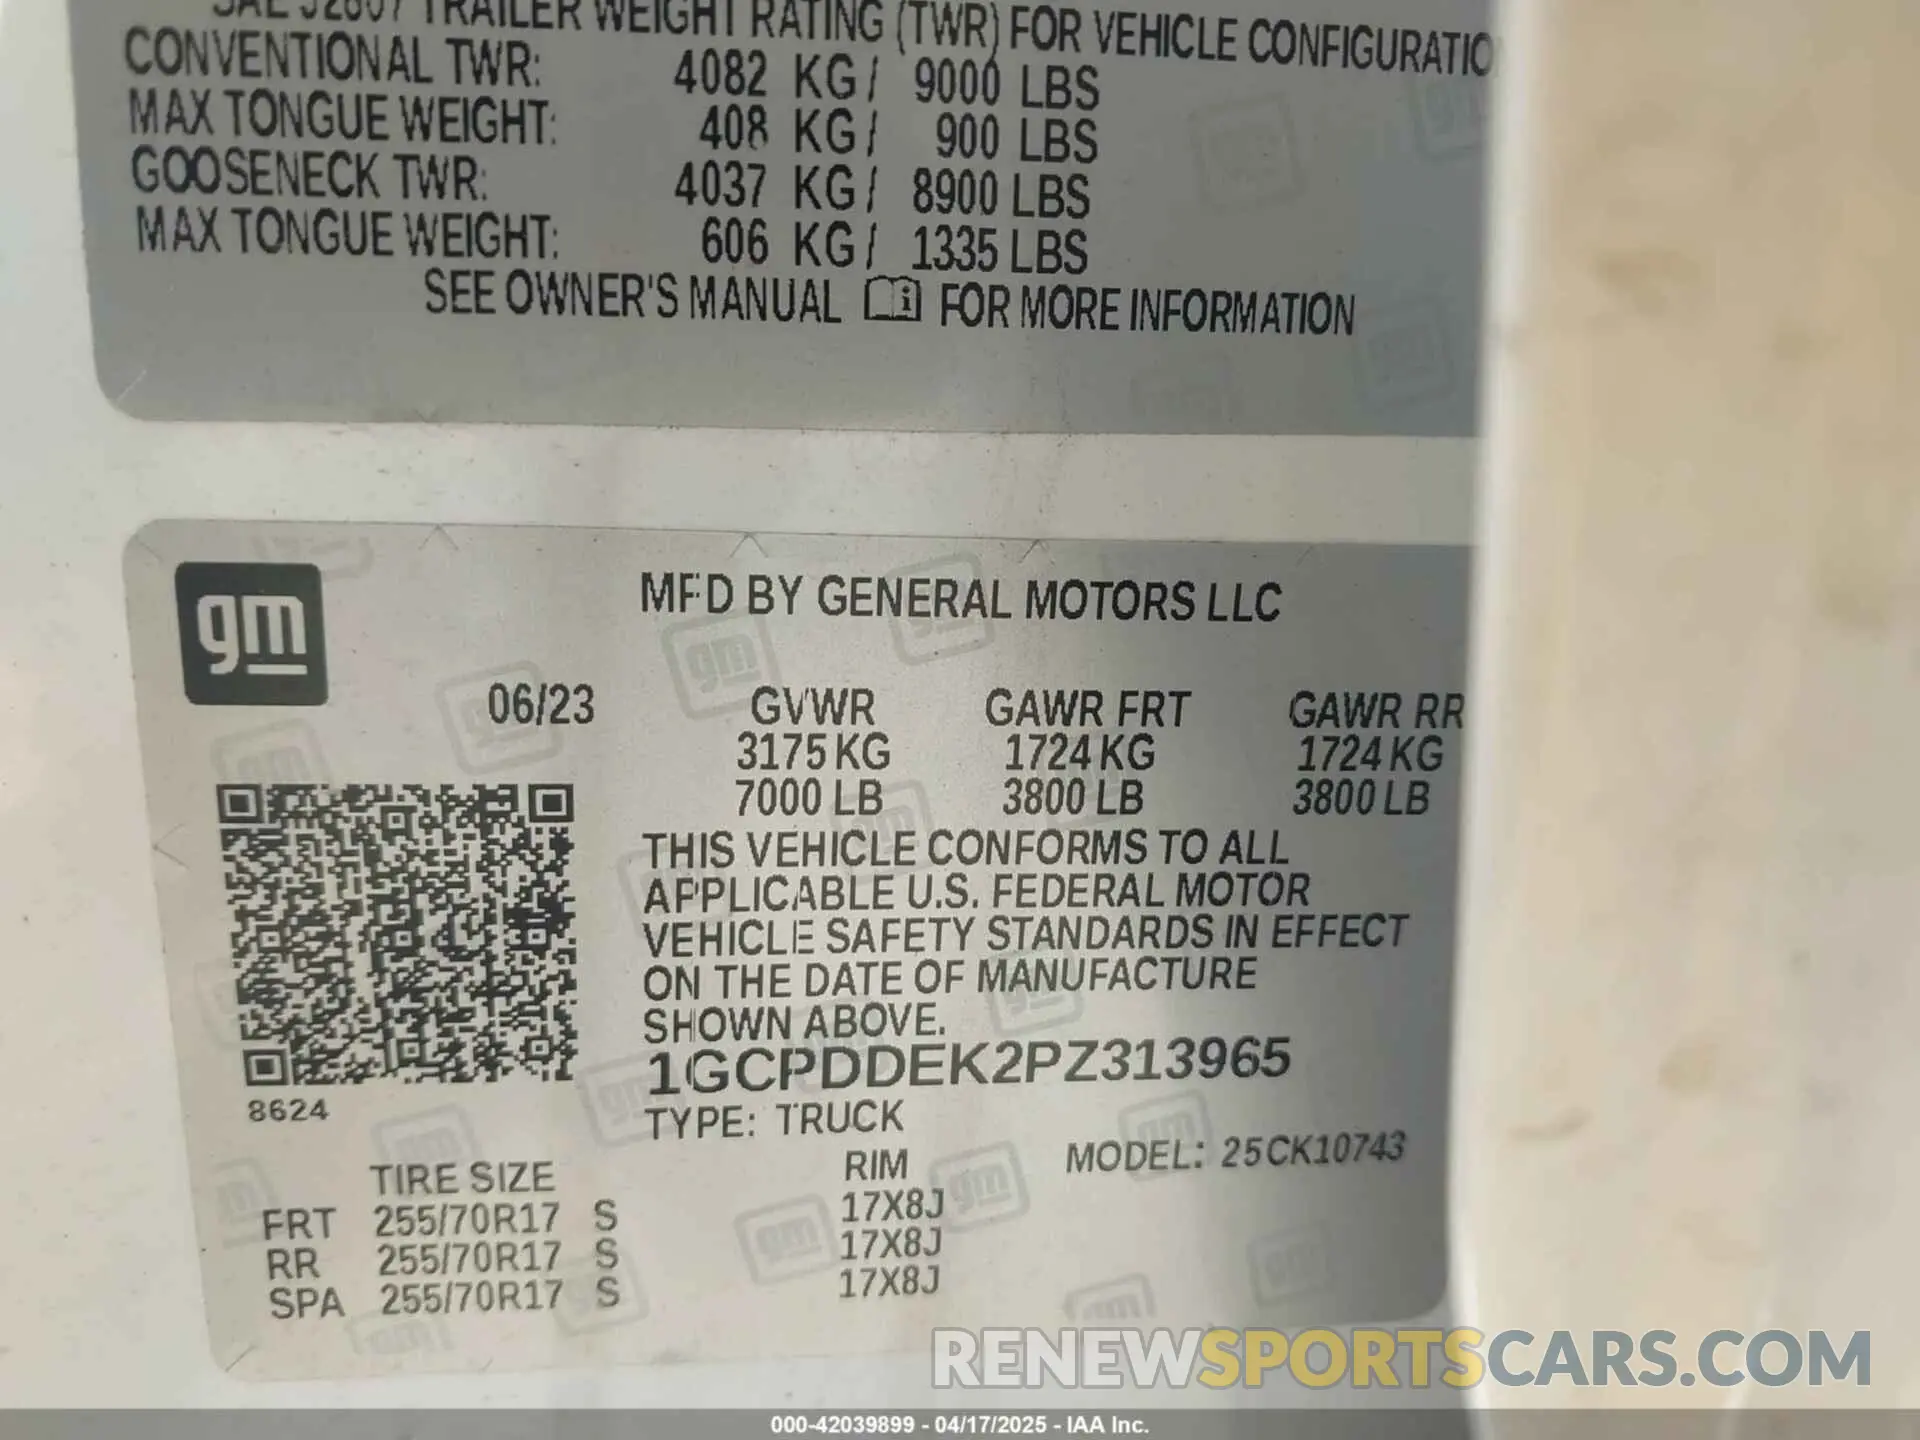 SAE J2807 TRAILER WEIGHT RATING (TWR) FOR VEHICLE CONFIGURATIO
CONVENTIONAL TWR: 4082 KG/ 9000 LBS
MAX TONGUE WEIGHT: 408 KG/ 900 LBS
GOOSENECK TWR: 4037 KG/ 8900 LBS
MAX TONGUE WEIGHT: 606 KG/ 1335 LBS
SEE OWNER'S MANUAL FOR MORE INFORMATION
gm
MFD BY GENERAL MOTORS LLC
06/23 GVWR GAWR FRT GAWR RR
3175 KG 1724 KG 1724 KG
7000 LB 3800 LB 3800 LB
THIS VEHICLE CONFORMS TO ALL
APPLICABLE U.S. FEDERAL MOTOR
VEHICLE SAFETY STANDARDS IN EFFECT
ON THE DATE OF MANUFACTURE
SHOWN ABOVE.
1GCPDDEK2PZ313965
8624
TYPE: TRUCK
MODEL: 25CK10743
TIRE SIZE RIM
FRT 255/70R17 S 17X8J
RR 255/70R17 S 17X8J
SPA 255/70R17 S 17X8J
RENEWSPORTSCARS.COM
000-42039899 - 04/17/2025 - IAA Inc.